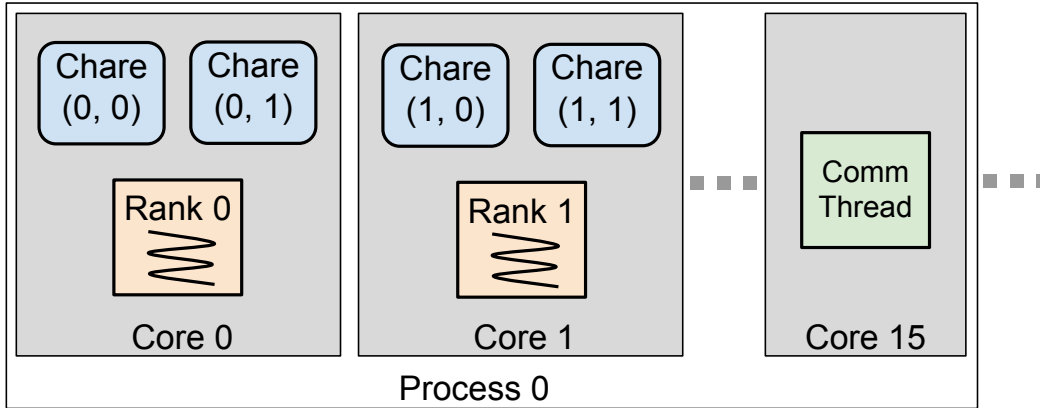 Chare
(0, 0)
Chare
(0, 1)
Rank 0
Core 0
Chare
(1, 0)
Chare
(1, 1)
Rank 1
Core 1
Comm
Thread
Core 15
Process 0